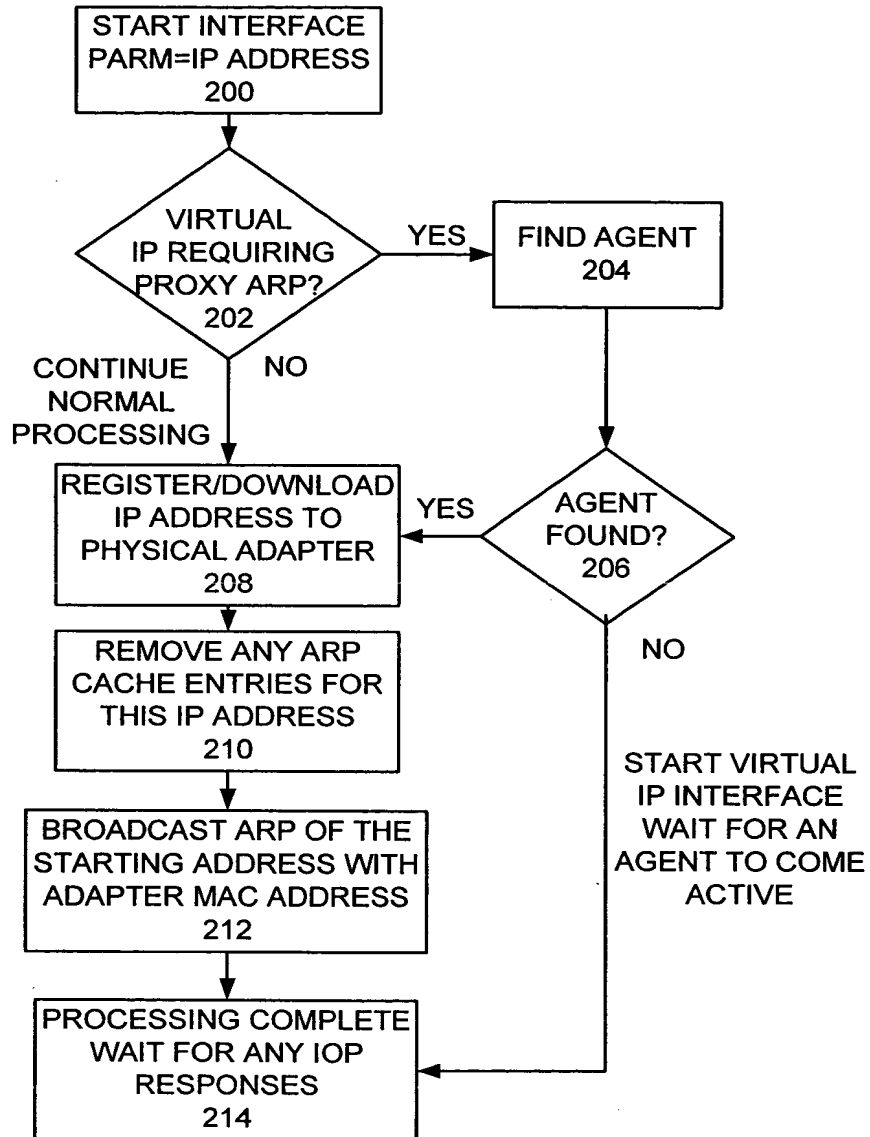 START INTERFACE
PARM=IP ADDRESS
200
VIRTUAL
IP REQUIRING
PROXY ARP?
202
YES
FIND AGENT
204
CONTINUE
NORMAL
PROCESSING
NO
REGISTER/DOWNLOAD
IP ADDRESS TO
PHYSICAL ADAPTER
208
YES
AGENT
FOUND?
206
NO
REMOVE ANY ARP
CACHE ENTRIES FOR
THIS IP ADDRESS
210
START VIRTUAL
IP INTERFACE
WAIT FOR AN
AGENT TO COME
ACTIVE
BROADCAST ARP OF THE
STARTING ADDRESS WITH
ADAPTER MAC ADDRESS
212
PROCESSING COMPLETE
WAIT FOR ANY IOP
RESPONSES
214